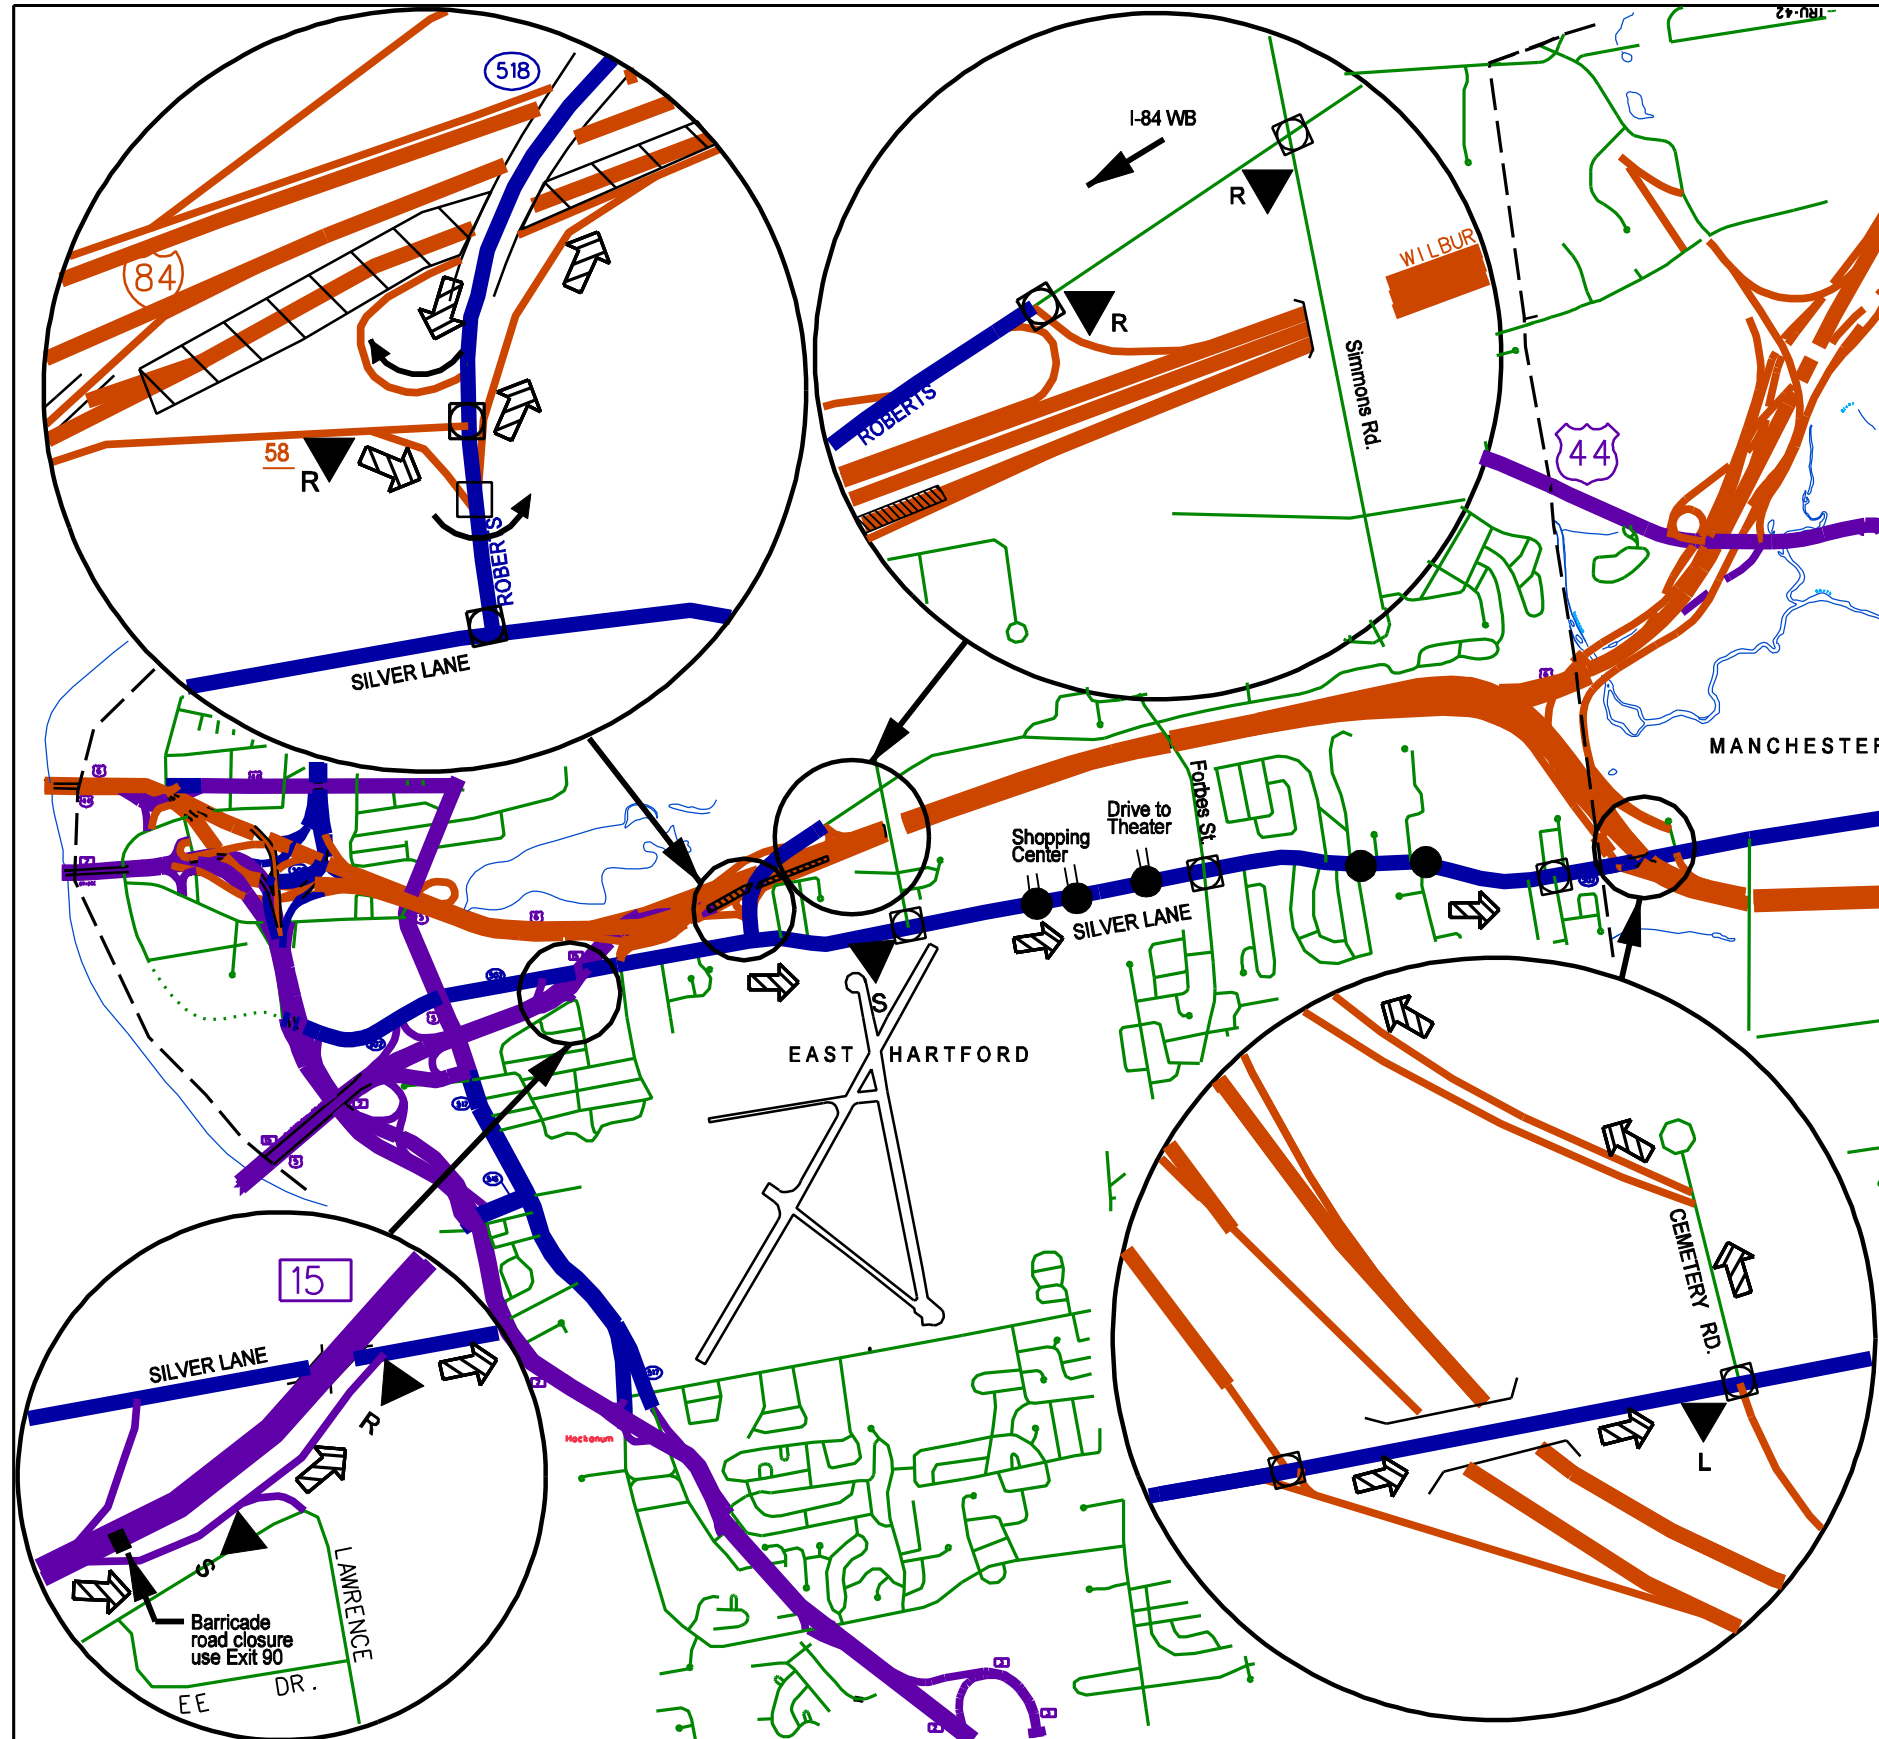 TRU-42
518
I-84 WB
R
84
WILBUR
R
ROBERTS
Simmons Rd.
58
R
44
ROBERTS
SILVER LANE
MANCHESTER
Forbes St.
Drive to
Theater
Shopping
Center
SILVER LANE
S
EAST HARTFORD
CEMETERY RD.
15
SILVER LANE
R
Hockanum
L
S
LAWRENCE
Barricade
road closure
use Exit 90
EE DR.